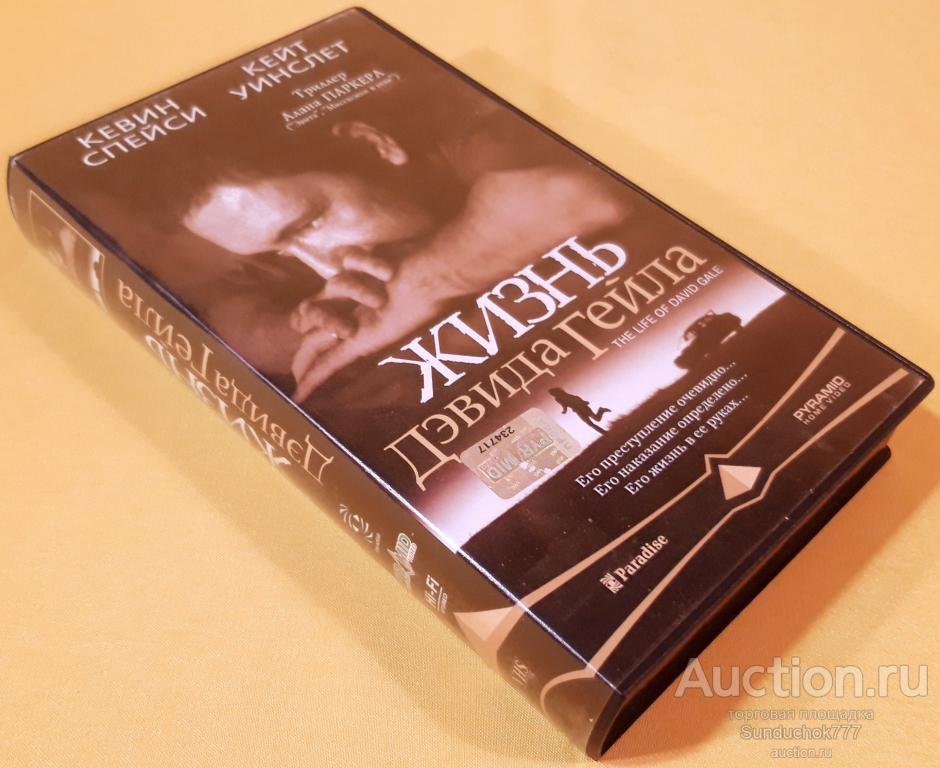 КЕВИН
СПЕЙСИ
КЕЙТ
УИНСЛЕТ
Триллер
Алана ПАРКЕРА
ЖИЗНЬ
Дэвида Гейла
THE LIFE OF DAVID GALE
Его преступление очевидно...
Его наказание определено...
Его жизнь в ее руках...
PYRAMID
HOME VIDEO
PYRAMID
234717
Paradise
Дэвида Гейла
Hi-Fi
VHS
Auction.ru
торговая площадка
Sunduchok777
auction.ru